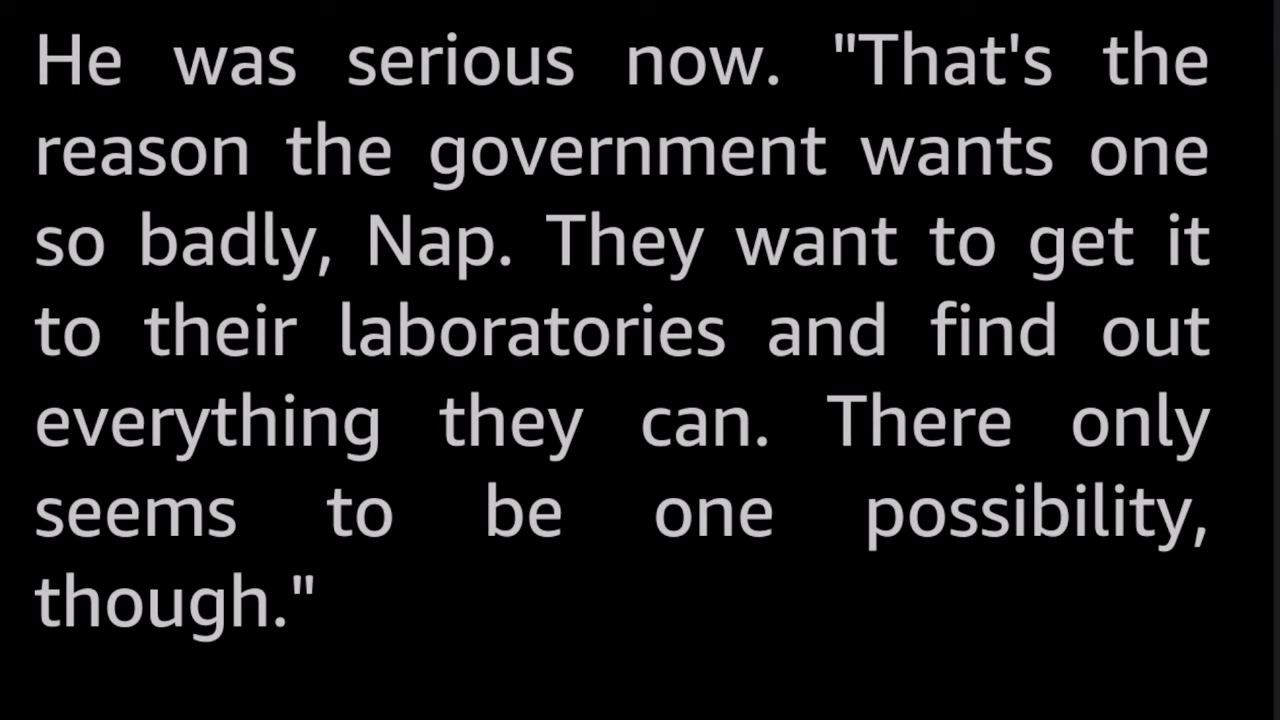 He was serious now. "That's the
reason the government wants one
so badly, Nap. They want to get it
to their laboratories and find out
everything they can. There only
seems to be one possibility,
though."